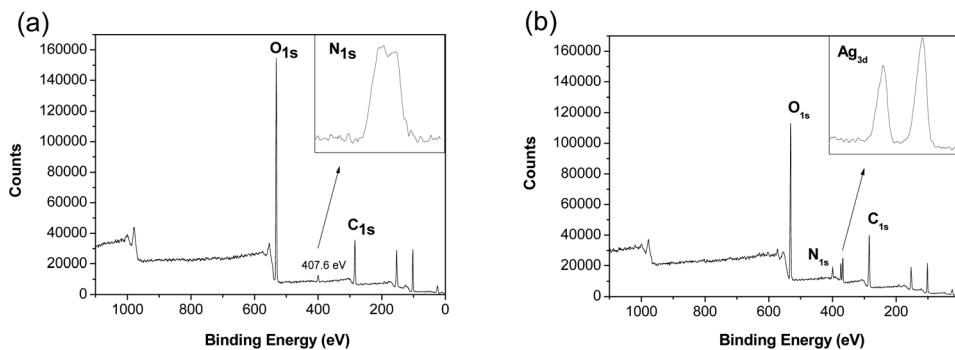 (a)
160000
140000
120000
100000
80000
60000
40000
20000
0
Counts
O1s
N1s
C1s
407.6 eV
1000 800 600 400 200 0
Binding Energy (eV)
(b)
160000
140000
120000
100000
80000
60000
40000
20000
0
Counts
O1s
Ag3d
N1s
C1s
1000 800 600 400 200
Binding Energy (eV)